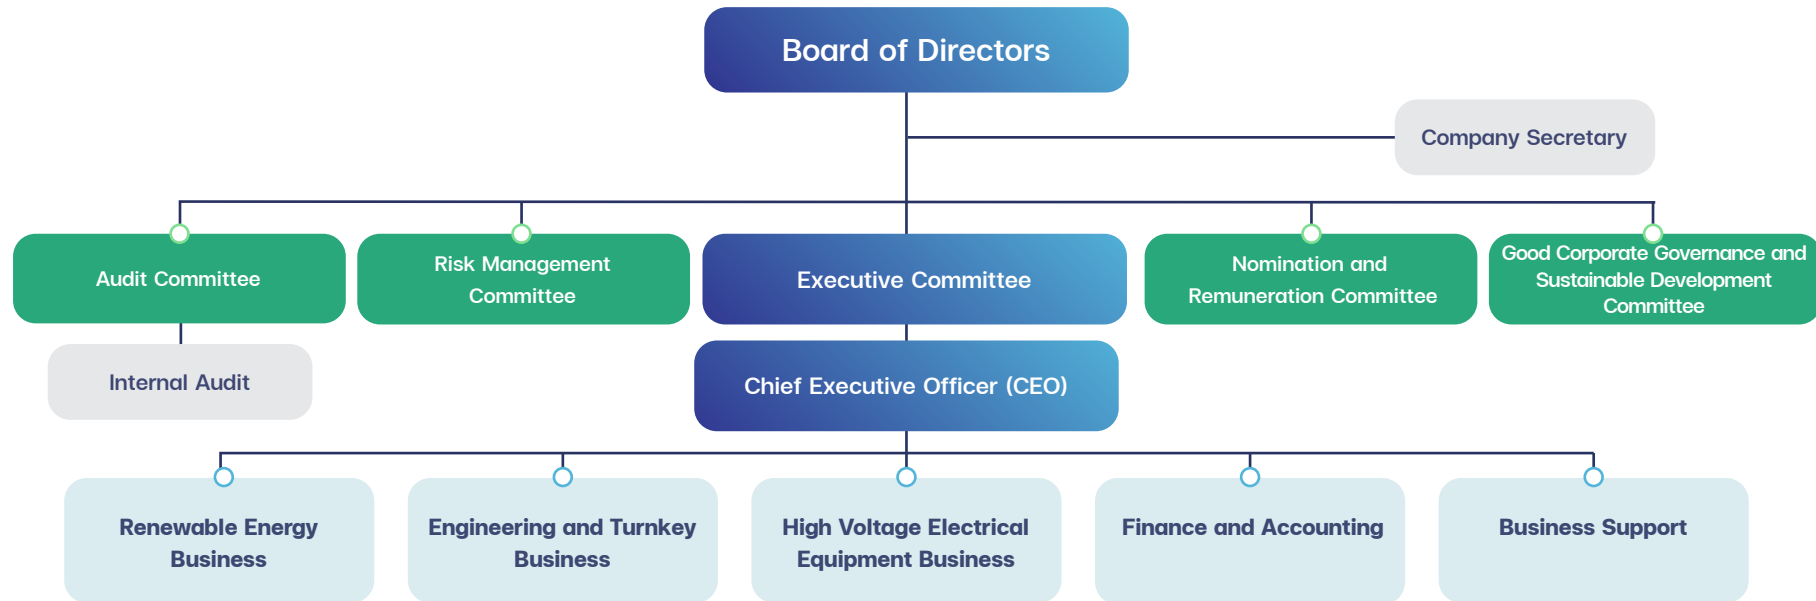 Board of Directors
Company Secretary
Audit Committee
Risk Management
Committee
Executive Committee
Nomination and
Remuneration Committee
Good Corporate Governance and
Sustainable Development
Committee
Internal Audit
Chief Executive Officer (CEO)
Renewable Energy
Business
Engineering and Turnkey
Business
High Voltage Electrical
Equipment Business
Finance and Accounting
Business Support